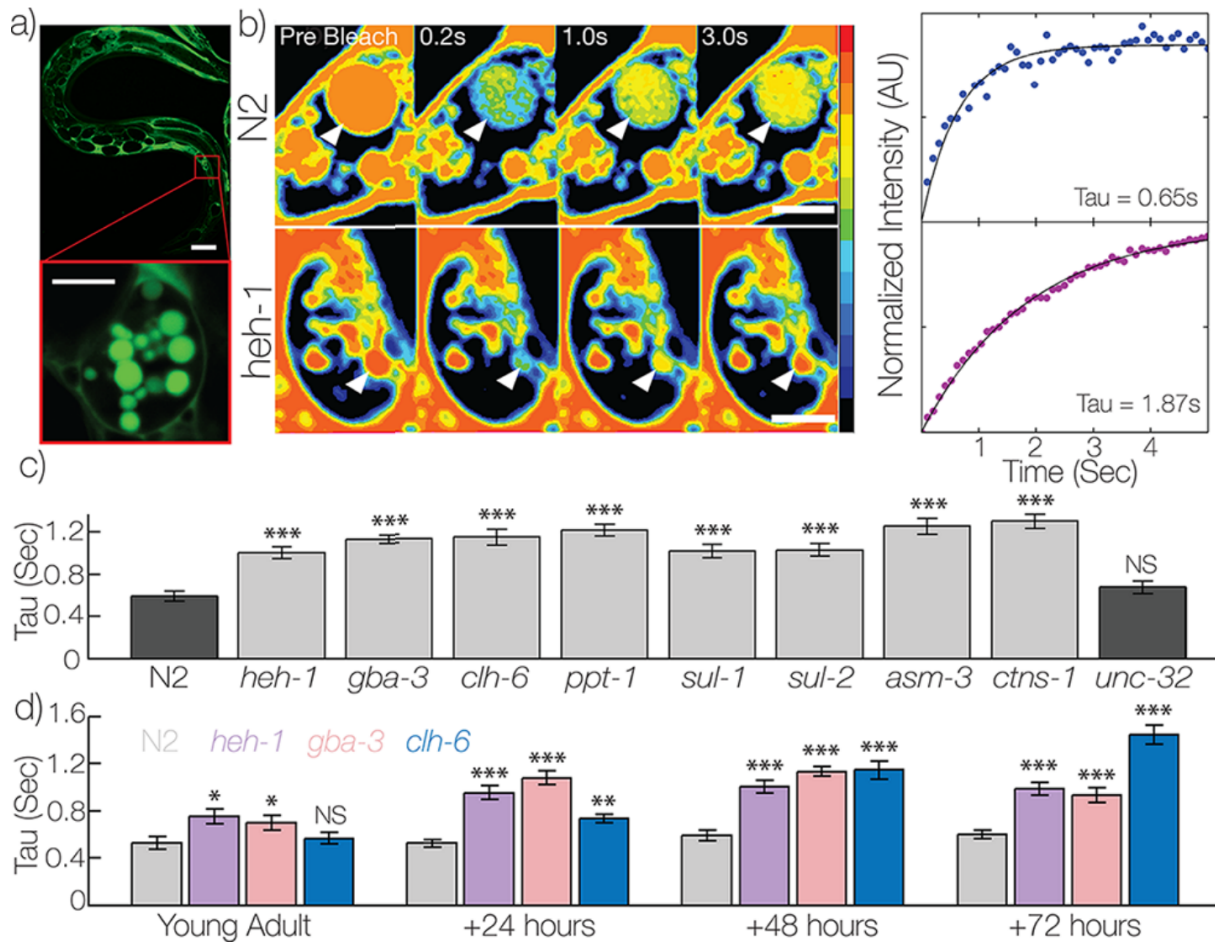 a)
b)
Pre Bleach
0.2s
1.0s
3.0s
N2
heh-1
Normalized Intensity (AU)
Tau = 0.65s
Tau = 1.87s
1 2 3 4
Time (Sec)
c)
Tau (Sec)
1.2
0.8
0.4
0
*** *** *** *** *** *** *** *** NS
N2 heh-1 gba-3 clh-6 ppt-1 sul-1 sul-2 asm-3 ctns-1 unc-32
d)
Tau (Sec)
1.6
1.2
0.8
0.4
0
N2 heh-1 gba-3 clh-6
* * NS *** *** ** *** *** *** *** *** ***
Young Adult +24 hours +48 hours +72 hours